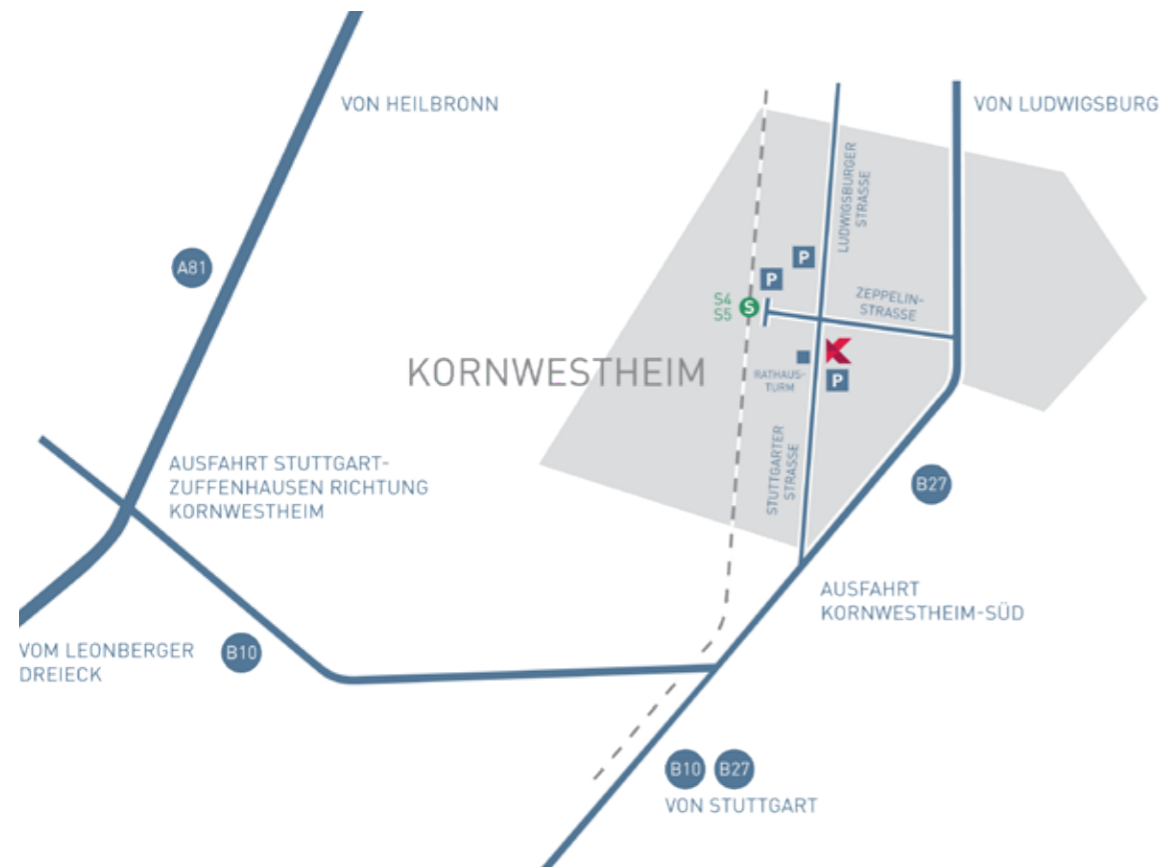 VON HEILBRONN
VON LUDWIGSBURG
LUDWIGSBURGER
STRASSE
A81
P
P
S4
S5
S
ZEPPELIN-
STRASSE
KORNWESTHEIM
RATHAUS-
TURM
P
STUTTGARTER
STRASSE
AUSFAHRT STUTTGART-
ZUFFENHAUSEN RICHTUNG
KORNWESTHEIM
B27
AUSFAHRT
KORNWESTHEIM-SÜD
VOM LEONBERGER
DREIECK
B10
B10
B27
VON STUTTGART